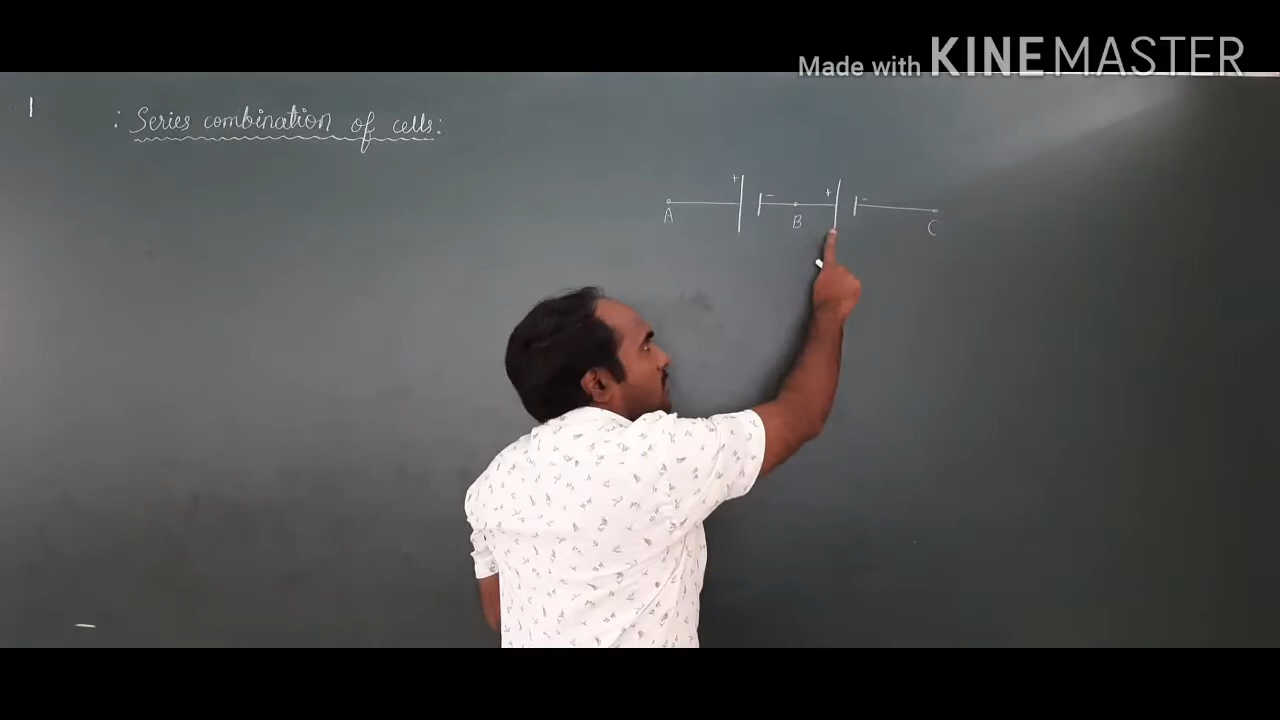 Made with KINEMASTER
: Series combination of cells:
+ - + -
A B C